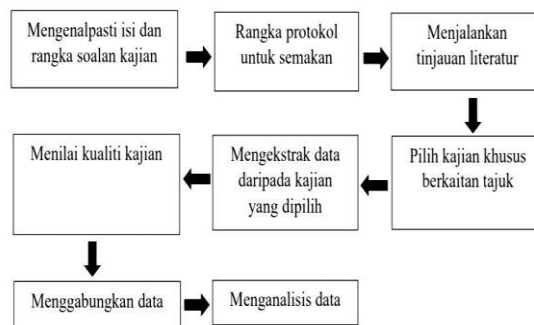 Mengenalpasti isi dan
rangka soalan kajian
Rangka protokol
untuk semakan
Menjalankan
tinjauan literatur
Pilih kajian khusus
berkaitan tajuk
Mengekstrak data
daripada kajian
yang dipilih
Menilai kualiti kajian
Menggabungkan data
Menganalisis data